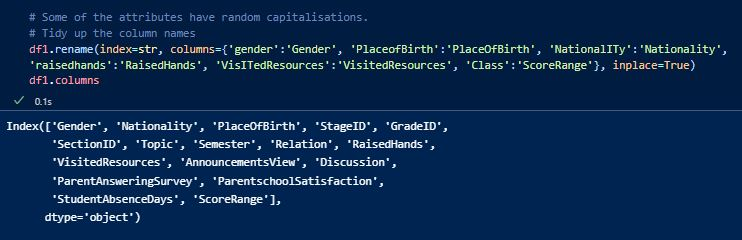 # Some of the attributes have random capitalisations.
# Tidy up the column names
df1.rename(index=str, columns={'gender':'Gender', 'PlaceofBirth':'PlaceOfBirth', 'NationalITy':'Nationality',
'raisedhands':'RaisedHands', 'VisITedResources':'VisitedResources', 'Class':'ScoreRange'}, inplace=True)
df1.columns
✓ 0.1s
Index(['Gender', 'Nationality', 'PlaceOfBirth', 'StageID', 'GradeID',
'SectionID', 'Topic', 'Semester', 'Relation', 'RaisedHands',
'VisitedResources', 'AnnouncementsView', 'Discussion',
'ParentAnsweringSurvey', 'ParentschoolSatisfaction',
'StudentAbsenceDays', 'ScoreRange'],
dtype='object')